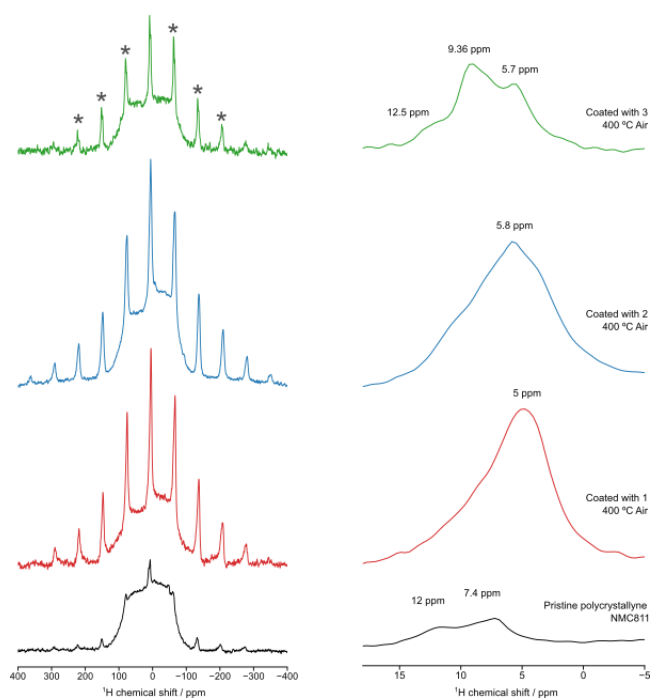 * * * * * *
9.36 ppm
5.7 ppm
12.5 ppm
Coated with 3
400 ºC Air
5.8 ppm
Coated with 2
400 ºC Air
5 ppm
Coated with 1
400 ºC Air
12 ppm
7.4 ppm
Pristine polycrystallyne
NMC811
400 300 200 100 0 −100 −200 −300 −400
¹H chemical shift / ppm
15 10 5 0 −5
¹H chemical shift / ppm